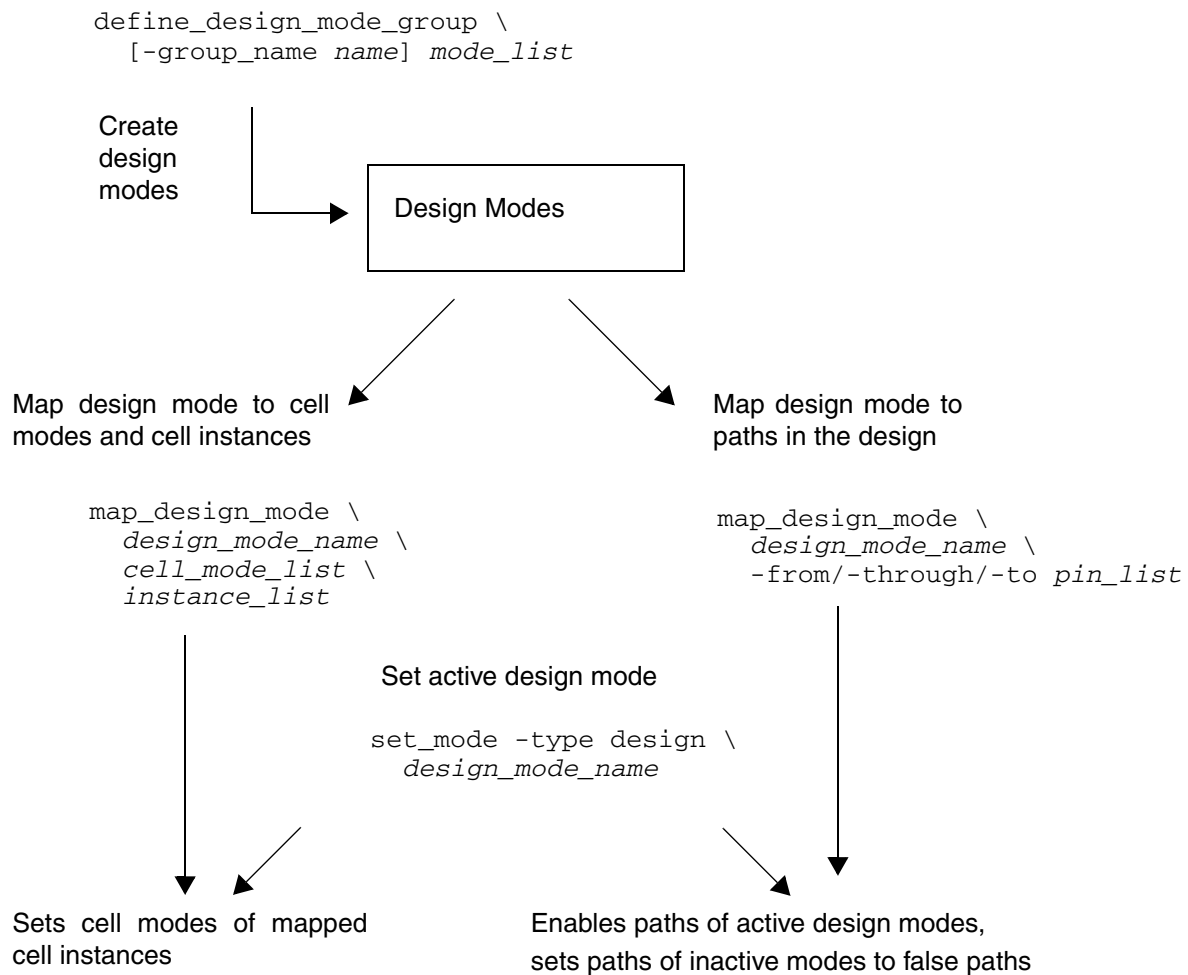 define_design_mode_group \
[-group_name name] mode_list
Create
design
modes
Design Modes
Map design mode to cell
modes and cell instances
Map design mode to
paths in the design
map_design_mode \
design_mode_name \
cell_mode_list \
instance_list
map_design_mode \
design_mode_name \
-from/-through/-to pin_list
Set active design mode
set_mode -type design \
design_mode_name
Sets cell modes of mapped
cell instances
Enables paths of active design modes,
sets paths of inactive modes to false paths